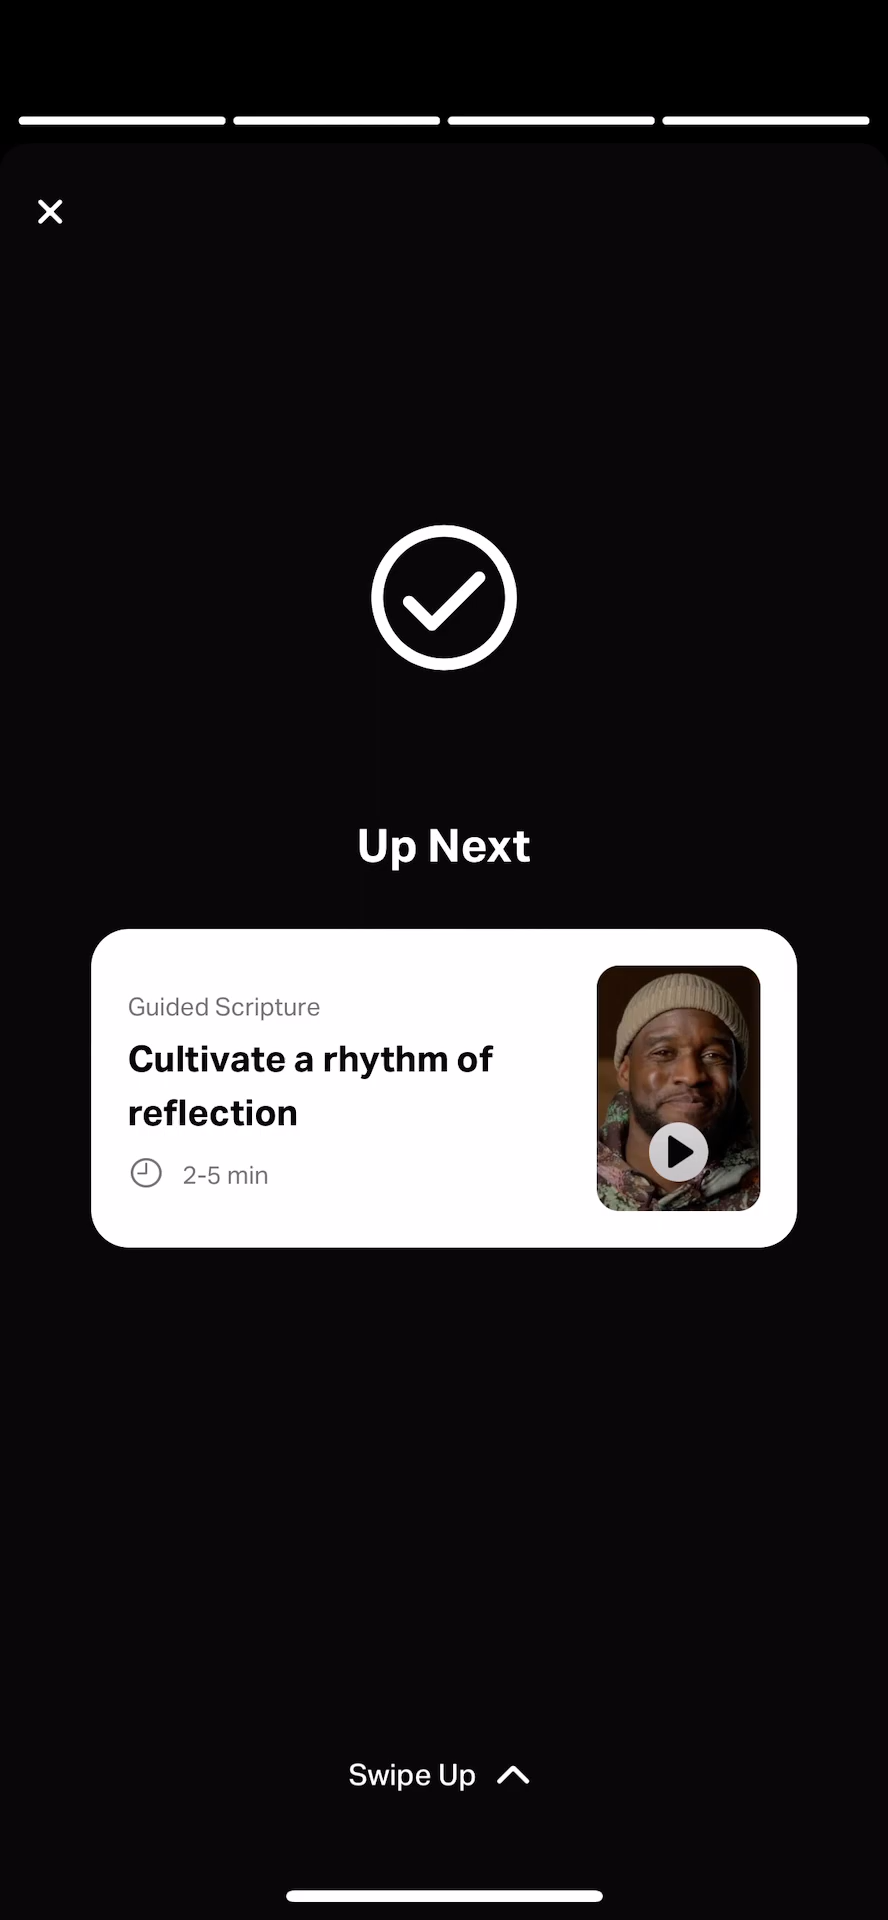 Up Next
Guided Scripture
Cultivate a rhythm of
reflection
2-5 min
Swipe Up